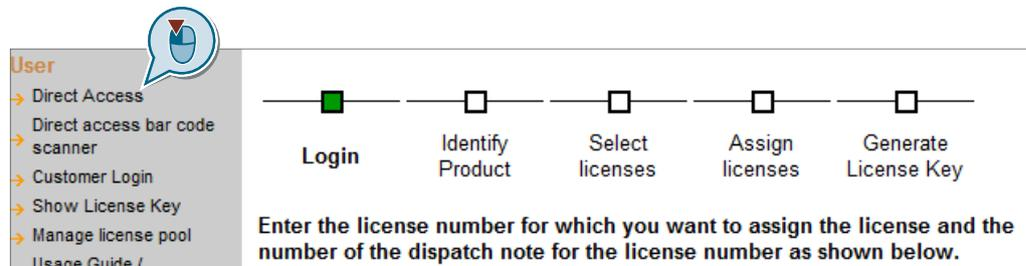 User
Direct Access
Direct access bar code
scanner
Customer Login
Show License Key
Manage license pool
Usage Guide /
Login
Identify
Product
Select
licenses
Assign
licenses
Generate
License Key
Enter the license number for which you want to assign the license and the
number of the dispatch note for the license number as shown below.